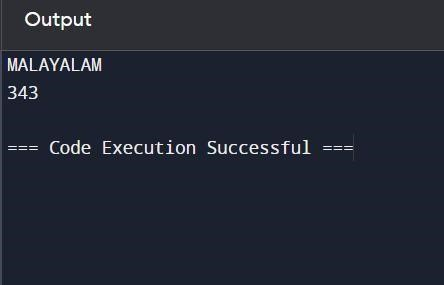 Output
MALAYALAM
343
=== Code Execution Successful ===